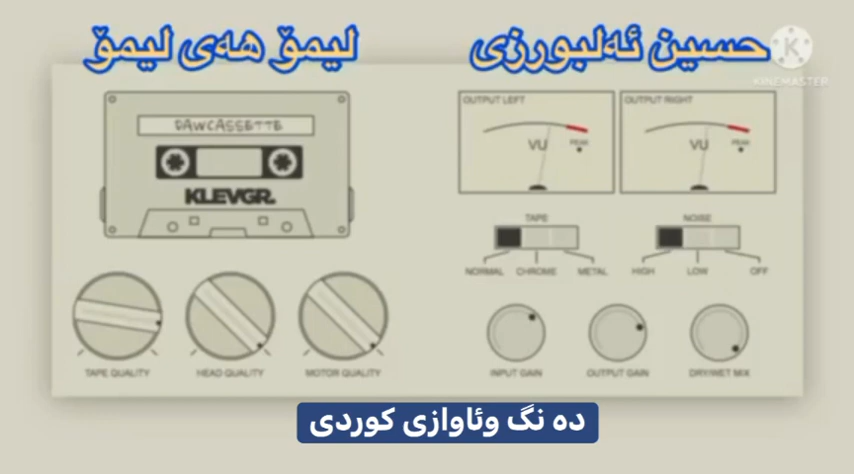 حسین ئەلبورزی
لیمۆ هەی لیمۆ
KINEMASTER
DAWCASSETTE
KLEVGR.
OUTPUT LEFT
OUTPUT RIGHT
VU
PEAK
VU
PEAK
TAPE
NOISE
NORMAL CHROME METAL
HIGH LOW OFF
TAPE QUALITY
HEAD QUALITY
MOTOR QUALITY
INPUT GAIN
OUTPUT GAIN
DRY/WET MIX
ده نگ وئاوازی کوردی